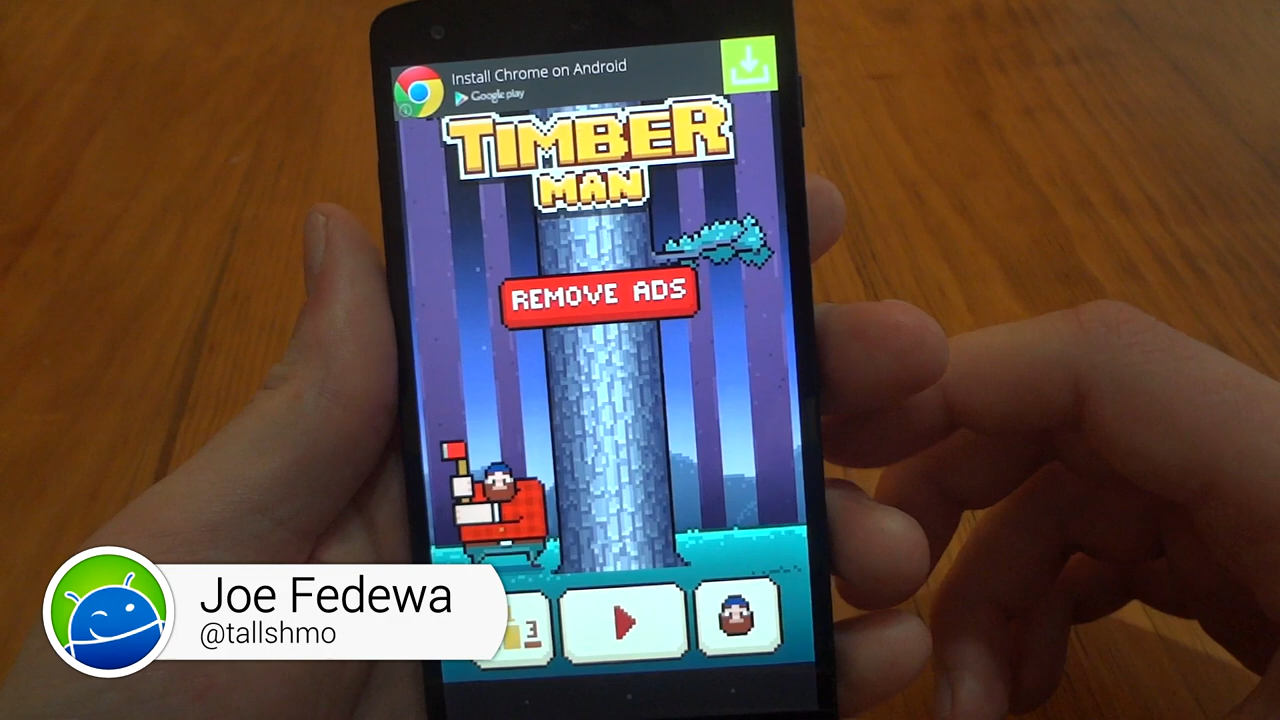 Install Chrome on Android
Google play
TIMBER
MAN
REMOVE ADS
3
Joe Fedewa
@tallshmo